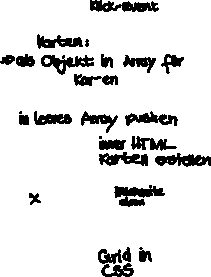 Klick-event
Karten:
⇒ als Objekt in Array für
Karten
in leeres Array pushen
inner HTML
Karten erstellen
x
Grid in
CSS